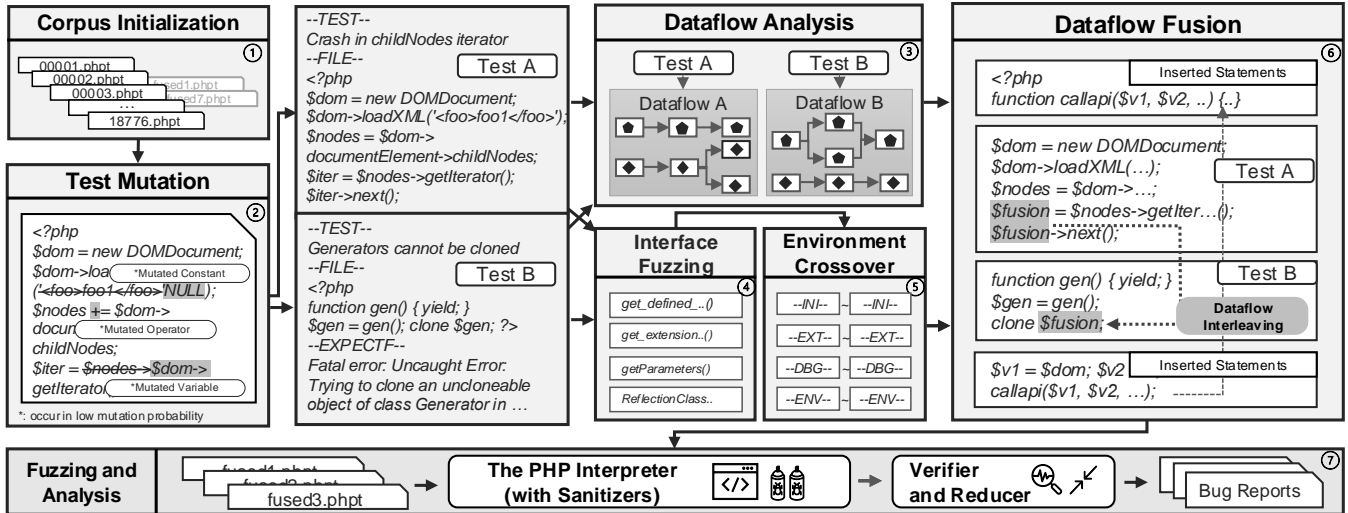 Corpus Initialization
①
00001.phpt
00002.phpt
00003.phpt
...
18776.phpt
fused1.phpt
fused7.phpt
Test Mutation
②
<?php
$dom = new DOMDocument;
$dom->loa
*Mutated Constant
('<foo>foo1</foo>'NULL);
$nodes += $dom->
docum
*Mutated Operator
childNodes;
$iter = $nodes->$dom->
getIterator
*Mutated Variable
*: occur in low mutation probability
--TEST--
Crash in childNodes iterator
--FILE--
Test A
<?php
$dom = new DOMDocument;
$dom->loadXML('<foo>foo1</foo>');
$nodes = $dom->
documentElement->childNodes;
$iter = $nodes->getIterator();
$iter->next();
--TEST--
Generators cannot be cloned
--FILE--
Test B
<?php
function gen() { yield; }
$gen = gen(); clone $gen; ?>
--EXPECTF--
Fatal error: Uncaught Error:
Trying to clone an uncloneable
object of class Generator in …
Dataflow Analysis
③
Test A
Test B
Dataflow A
Dataflow B
Interface
Fuzzing
④
get_defined_..()
get_extension..()
getParameters()
ReflectionClass..
Environment
Crossover
⑤
--INI-- ~ --INI--
--EXT-- ~ --EXT--
--DBG-- ~ --DBG--
--ENV-- ~ --ENV--
Dataflow Fusion
⑥
Inserted Statements
<?php
function callapi($v1, $v2, ..) {..}
$dom = new DOMDocument;
$dom->loadXML(…);
Test A
$nodes = $dom->…;
$fusion = $nodes->getIter…();
$fusion->next();
function gen() { yield; }
Test B
$gen = gen();
clone $fusion;
Dataflow
Interleaving
Inserted Statements
$v1 = $dom; $v2
callapi($v1, $v2, …);
Fuzzing and
Analysis
fused1.phpt
fused3.phpt
The PHP Interpreter
(with Sanitizers)
</>
Verifier
and Reducer
⑦
Bug Reports